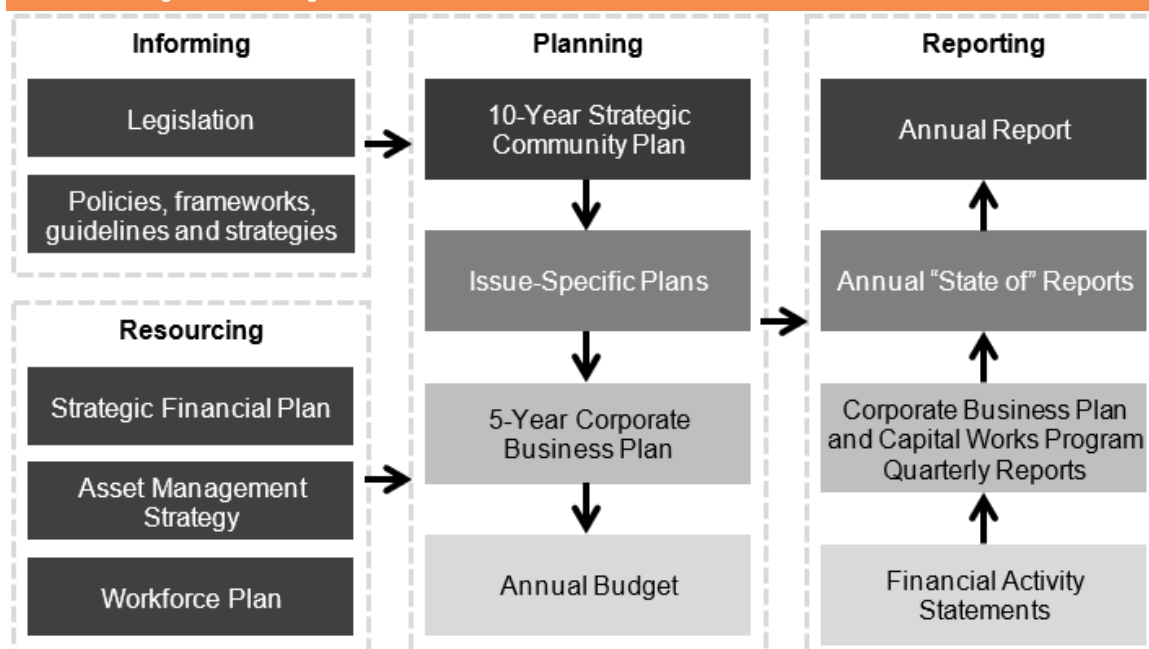 Informing
Legislation
Policies, frameworks,
guidelines and strategies
Resourcing
Strategic Financial Plan
Asset Management
Strategy
Workforce Plan
Planning
10-Year Strategic
Community Plan
Issue-Specific Plans
5-Year Corporate
Business Plan
Annual Budget
Reporting
Annual Report
Annual “State of” Reports
Corporate Business Plan
and Capital Works Program
Quarterly Reports
Financial Activity
Statements